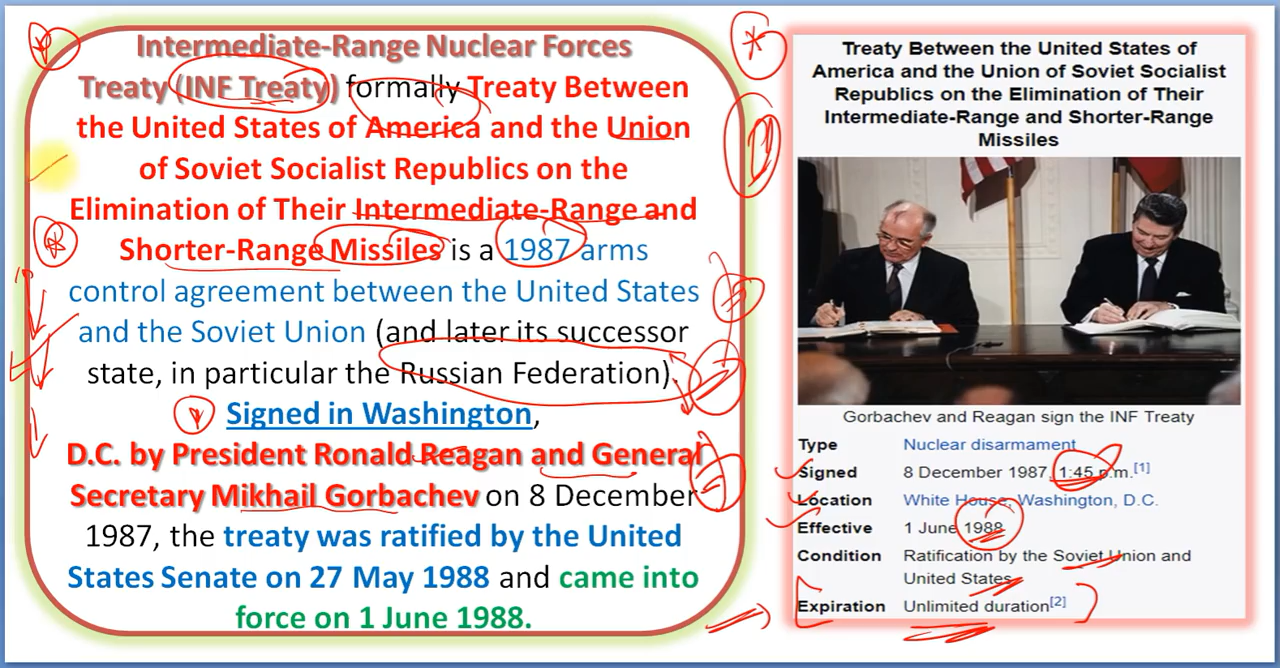 Intermediate-Range Nuclear Forces
Treaty (INF Treaty) formally Treaty Between
the United States of America and the Union
of Soviet Socialist Republics on the
Elimination of Their Intermediate-Range and
Shorter-Range Missiles is a 1987 arms
control agreement between the United States
and the Soviet Union (and later its successor
state, in particular the Russian Federation).
Signed in Washington,
D.C. by President Ronald Reagan and General
Secretary Mikhail Gorbachev on 8 December
1987, the treaty was ratified by the United
States Senate on 27 May 1988 and came into
force on 1 June 1988.
Treaty Between the United States of
America and the Union of Soviet Socialist
Republics on the Elimination of Their
Intermediate-Range and Shorter-Range
Missiles
Gorbachev and Reagan sign the INF Treaty
Type Nuclear disarmament
Signed 8 December 1987, 1:45 p.m.[1]
Location White House, Washington, D.C.
Effective 1 June 1988
Condition Ratification by the Soviet Union and
United States
Expiration Unlimited duration[2]